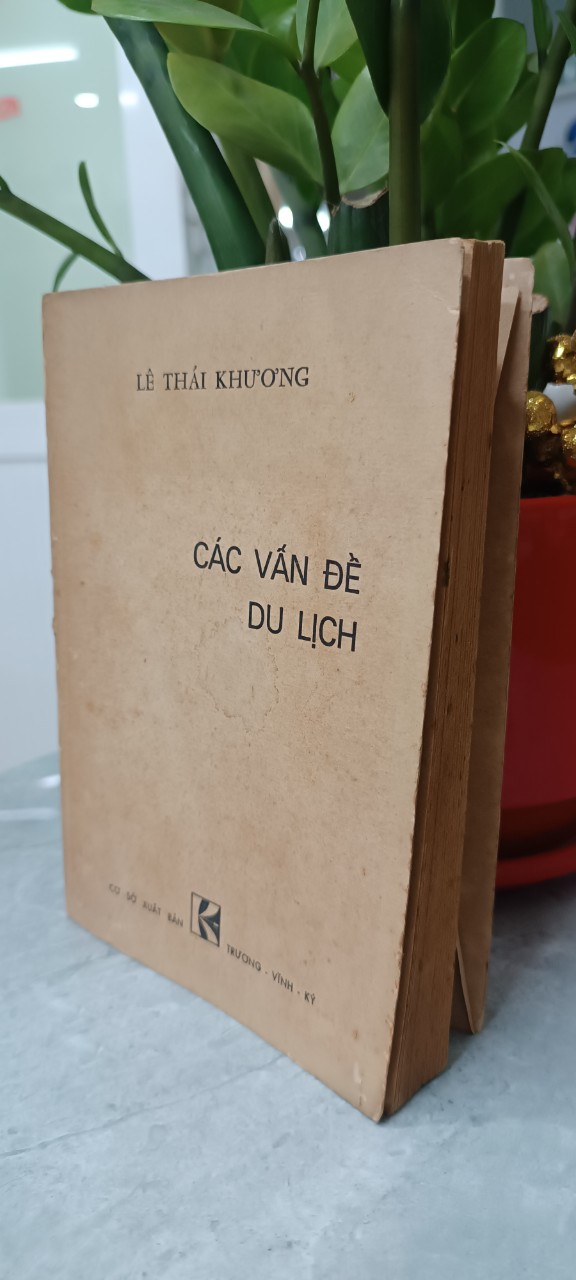 LÊ THÁI KHƯƠNG
CÁC VẤN ĐỀ
DU LỊCH
CƠ SỞ XUẤT BẢN TRƯƠNG - VĨNH - KÝ